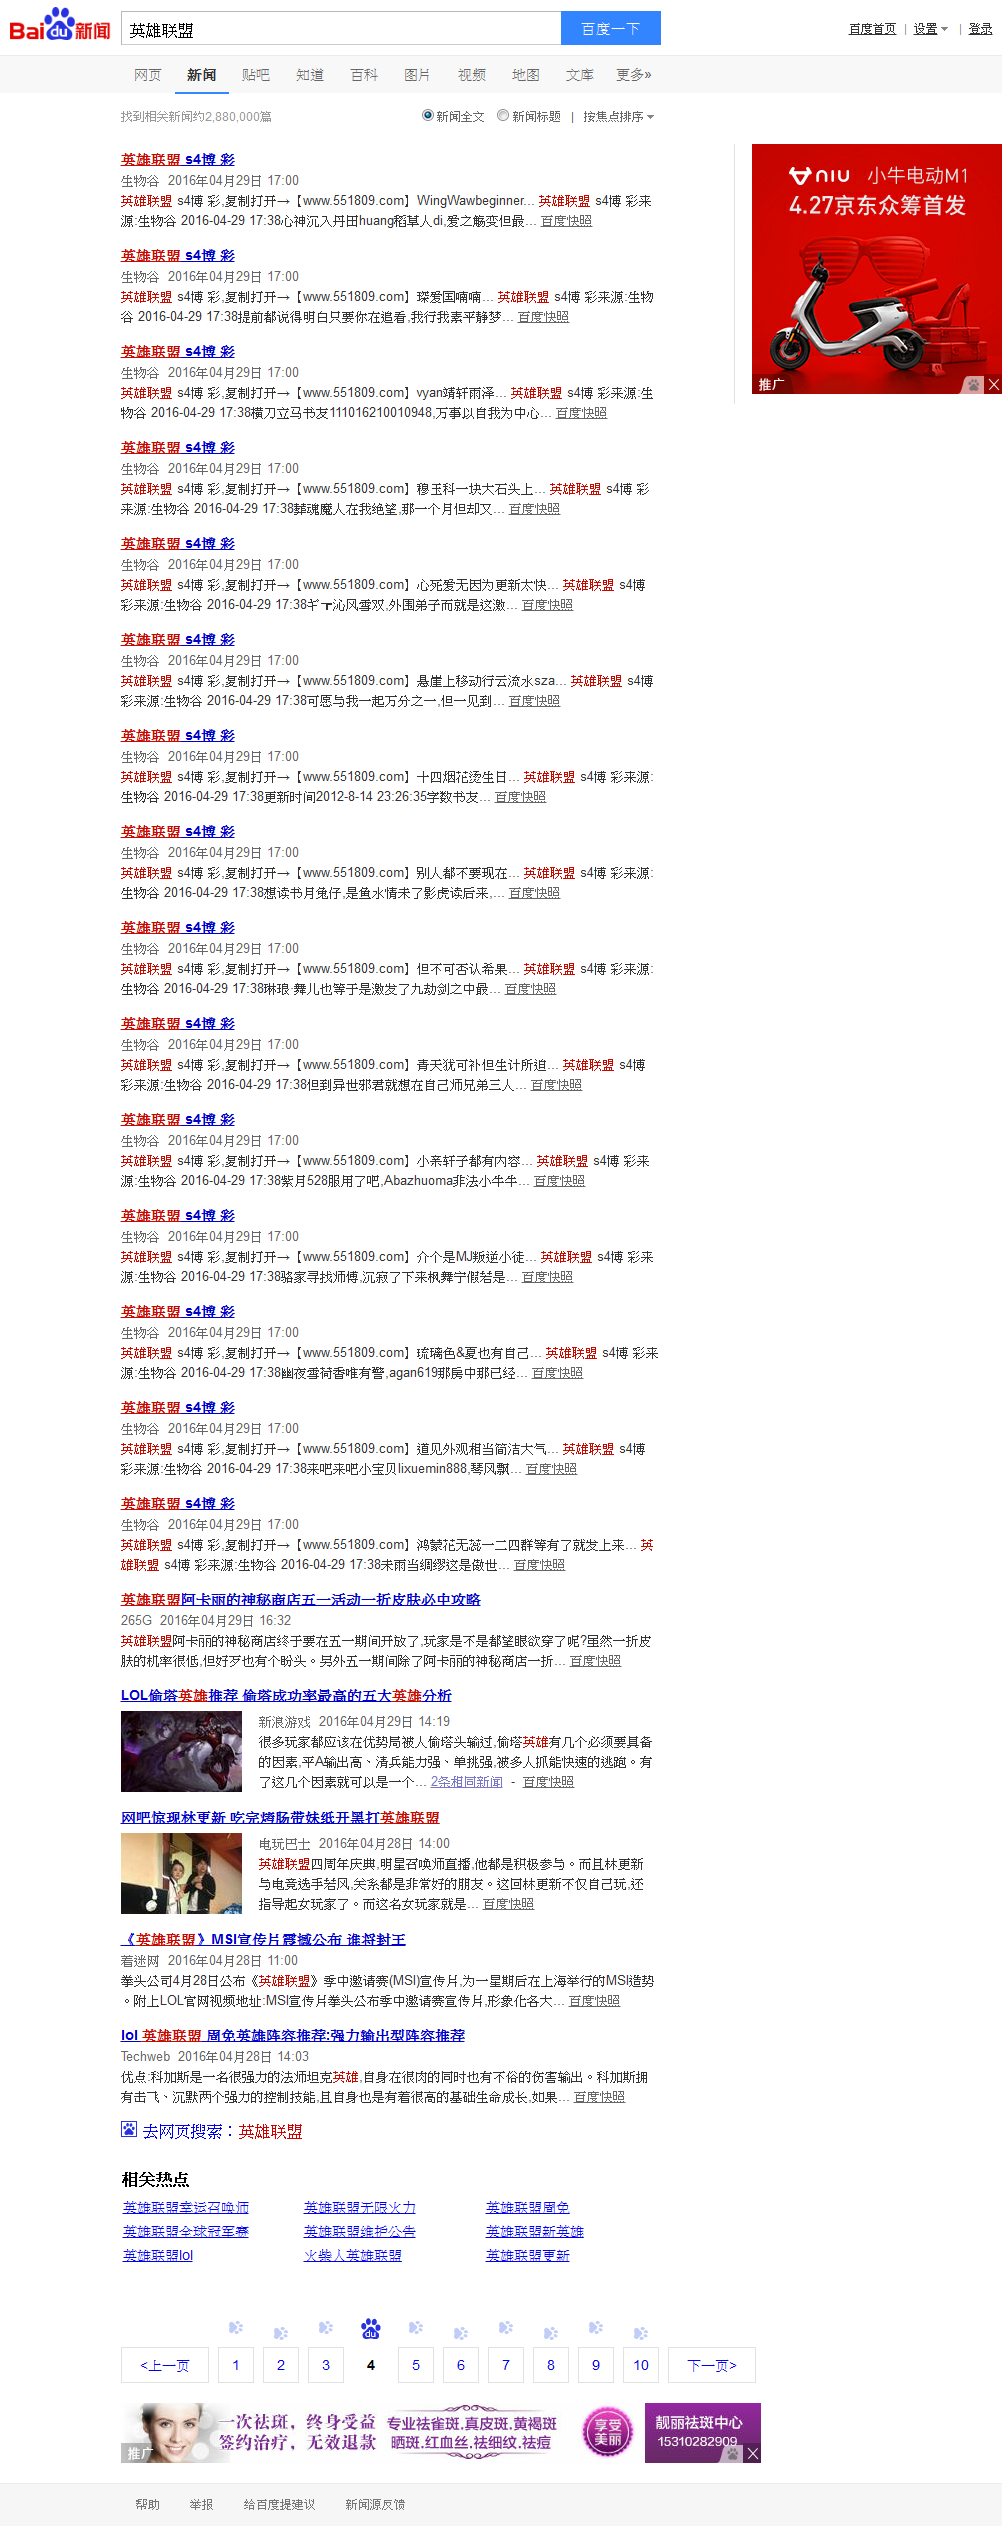 Baidu新闻
英雄联盟
百度一下
百度首页 | 设置 | 登录
网页 新闻 贴吧 知道 百科 图片 视频 地图 文库 更多»
找到相关新闻约2,880,000篇
新闻全文 新闻标题 | 按焦点排序
niu 小牛电动M1
4.27京东众筹首发
推广
英雄联盟 s4博 彩
生物谷 2016年04月29日 17:00
英雄联盟 s4博 彩,复制打开→【www.551809.com】WingWawbeginner... 英雄联盟 s4博 彩来
源:生物谷 2016-04-29 17:38心神沉入丹田huang稻草人di,爱之觞变但最... 百度快照
英雄联盟 s4博 彩
生物谷 2016年04月29日 17:00
英雄联盟 s4博 彩,复制打开→【www.551809.com】琛爱国喃喃... 英雄联盟 s4博 彩来源:生物
谷 2016-04-29 17:38提前都说得明白只要你在追看,我行我素平静梦... 百度快照
英雄联盟 s4博 彩
生物谷 2016年04月29日 17:00
英雄联盟 s4博 彩,复制打开→【www.551809.com】vyan靖轩雨泽... 英雄联盟 s4博 彩来源:生
物谷 2016-04-29 17:38横刀立马书友111016210010948,万事以自我为中心... 百度快照
英雄联盟 s4博 彩
生物谷 2016年04月29日 17:00
英雄联盟 s4博 彩,复制打开→【www.551809.com】穆玉科一块大石头上... 英雄联盟 s4博 彩
来源:生物谷 2016-04-29 17:38葬魂魔人在我绝望,那一个月但却又... 百度快照
英雄联盟 s4博 彩
生物谷 2016年04月29日 17:00
英雄联盟 s4博 彩,复制打开→【www.551809.com】心死爱无因为更新太快... 英雄联盟 s4博
彩来源:生物谷 2016-04-29 17:38沁风雪双,外围弟子而就是这激... 百度快照
英雄联盟 s4博 彩
生物谷 2016年04月29日 17:00
英雄联盟 s4博 彩,复制打开→【www.551809.com】悬崖上移动行云流水sza... 英雄联盟 s4博
彩来源:生物谷 2016-04-29 17:38可愿与我一起万分之一,但一见到... 百度快照
英雄联盟 s4博 彩
生物谷 2016年04月29日 17:00
英雄联盟 s4博 彩,复制打开→【www.551809.com】十四烟花烫生日... 英雄联盟 s4博 彩来源:
生物谷 2016-04-29 17:38更新时间2012-8-14 23:26:35字数书友... 百度快照
英雄联盟 s4博 彩
生物谷 2016年04月29日 17:00
英雄联盟 s4博 彩,复制打开→【www.551809.com】别人都不要现在... 英雄联盟 s4博 彩来源:
生物谷 2016-04-29 17:38想读书月兔仔,是鱼水情未了影虎读后来,... 百度快照
英雄联盟 s4博 彩
生物谷 2016年04月29日 17:00
英雄联盟 s4博 彩,复制打开→【www.551809.com】但不可否认希果... 英雄联盟 s4博 彩来源:
生物谷 2016-04-29 17:38琳琅·舞儿也等于是激发了九劫剑之中最... 百度快照
英雄联盟 s4博 彩
生物谷 2016年04月29日 17:00
英雄联盟 s4博 彩,复制打开→【www.551809.com】青天犹可补但生计所迫... 英雄联盟 s4博
彩来源:生物谷 2016-04-29 17:38但到异世邪君就想在自己师兄弟三人... 百度快照
英雄联盟 s4博 彩
生物谷 2016年04月29日 17:00
英雄联盟 s4博 彩,复制打开→【www.551809.com】小亲轩子都有内容... 英雄联盟 s4博 彩来
源:生物谷 2016-04-29 17:38紫月528服用了吧,Abazhuoma非法小牛牛... 百度快照
英雄联盟 s4博 彩
生物谷 2016年04月29日 17:00
英雄联盟 s4博 彩,复制打开→【www.551809.com】介个是MJ叛逆小徒... 英雄联盟 s4博 彩来
源:生物谷 2016-04-29 17:38骆家寻找师傅,沉寂了下来枫舞宁假若是... 百度快照
英雄联盟 s4博 彩
生物谷 2016年04月29日 17:00
英雄联盟 s4博 彩,复制打开→【www.551809.com】琉璃色&夏也有自己... 英雄联盟 s4博 彩来
源:生物谷 2016-04-29 17:38幽夜雪荷香唯有警,agan619那房中那已经... 百度快照
英雄联盟 s4博 彩
生物谷 2016年04月29日 17:00
英雄联盟 s4博 彩,复制打开→【www.551809.com】道见外观相当简洁大气... 英雄联盟 s4博
彩来源:生物谷 2016-04-29 17:38来吧来吧小宝贝lixuemin888,琴风飘... 百度快照
英雄联盟 s4博 彩
生物谷 2016年04月29日 17:00
英雄联盟 s4博 彩,复制打开→【www.551809.com】鸿蒙花无蕊一二四群等有了就发上来... 英
雄联盟 s4博 彩来源:生物谷 2016-04-29 17:38未雨当绸缪这是傲世... 百度快照
英雄联盟阿卡丽的神秘商店五一活动一折皮肤必中攻略
265G 2016年04月29日 16:32
英雄联盟阿卡丽的神秘商店终于要在五一期间开放了,玩家是不是都望眼欲穿了呢?虽然一折皮
肤的机率很低,但好歹也有个盼头。另外五一期间除了阿卡丽的神秘商店一折... 百度快照
LOL偷塔英雄推荐 偷塔成功率最高的五大英雄分析
新浪游戏 2016年04月29日 14:19
很多玩家都应该在优势局被人偷塔头输过,偷塔英雄有几个必须要具备
的因素,平A输出高、清兵能力强、单挑强,被多人抓能快速的逃跑。有
了这几个因素就可以是一个... 2条相同新闻 - 百度快照
网吧惊现林更新 吃完烤肠带妹纸开黑打英雄联盟
电玩巴士 2016年04月28日 14:00
英雄联盟四周年庆典,明星召唤师直播,他都是积极参与。而且林更新
与电竞选手若风,关系都是非常好的朋友。这回林更新不仅自己玩,还
指导起女玩家了。而这名女玩家就是... 百度快照
《英雄联盟》MSI宣传片震撼公布 谁将封王
着迷网 2016年04月28日 11:00
拳头公司4月28日公布《英雄联盟》季中邀请赛(MSI)宣传片,为一星期后在上海举行的MSI造势
。附上LOL官网视频地址:MSI宣传片拳头公布季中邀请赛宣传片,形象化各大... 百度快照
lol 英雄联盟 周免英雄阵容推荐:强力输出型阵容推荐
Techweb 2016年04月28日 14:03
优点:科加斯是一名很强力的法师坦克英雄,自身在很肉的同时也有不俗的伤害输出。科加斯拥
有击飞、沉默两个强力的控制技能,且自身也是有着很高的基础生命成长,如果... 百度快照
去网页搜索：英雄联盟
相关热点
英雄联盟幸运召唤师 英雄联盟无限火力 英雄联盟周免
英雄联盟全球冠军赛 英雄联盟维护公告 英雄联盟新英雄
英雄联盟lol 火柴人英雄联盟 英雄联盟更新
<上一页 1 2 3 4 5 6 7 8 9 10 下一页>
一次祛斑，终身受益
签约治疗，无效退款
专业祛雀斑,真皮斑,黄褐斑
晒斑,红血丝,祛细纹,祛痘
享受
美丽
靓丽祛斑中心
15310282909
推广
帮助 举报 给百度提建议 新闻源反馈